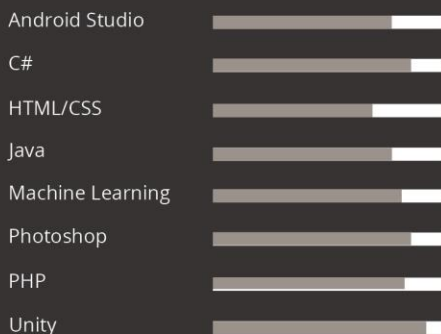 Android Studio
C#
HTML/CSS
Java
Machine Learning
Photoshop
PHP
Unity